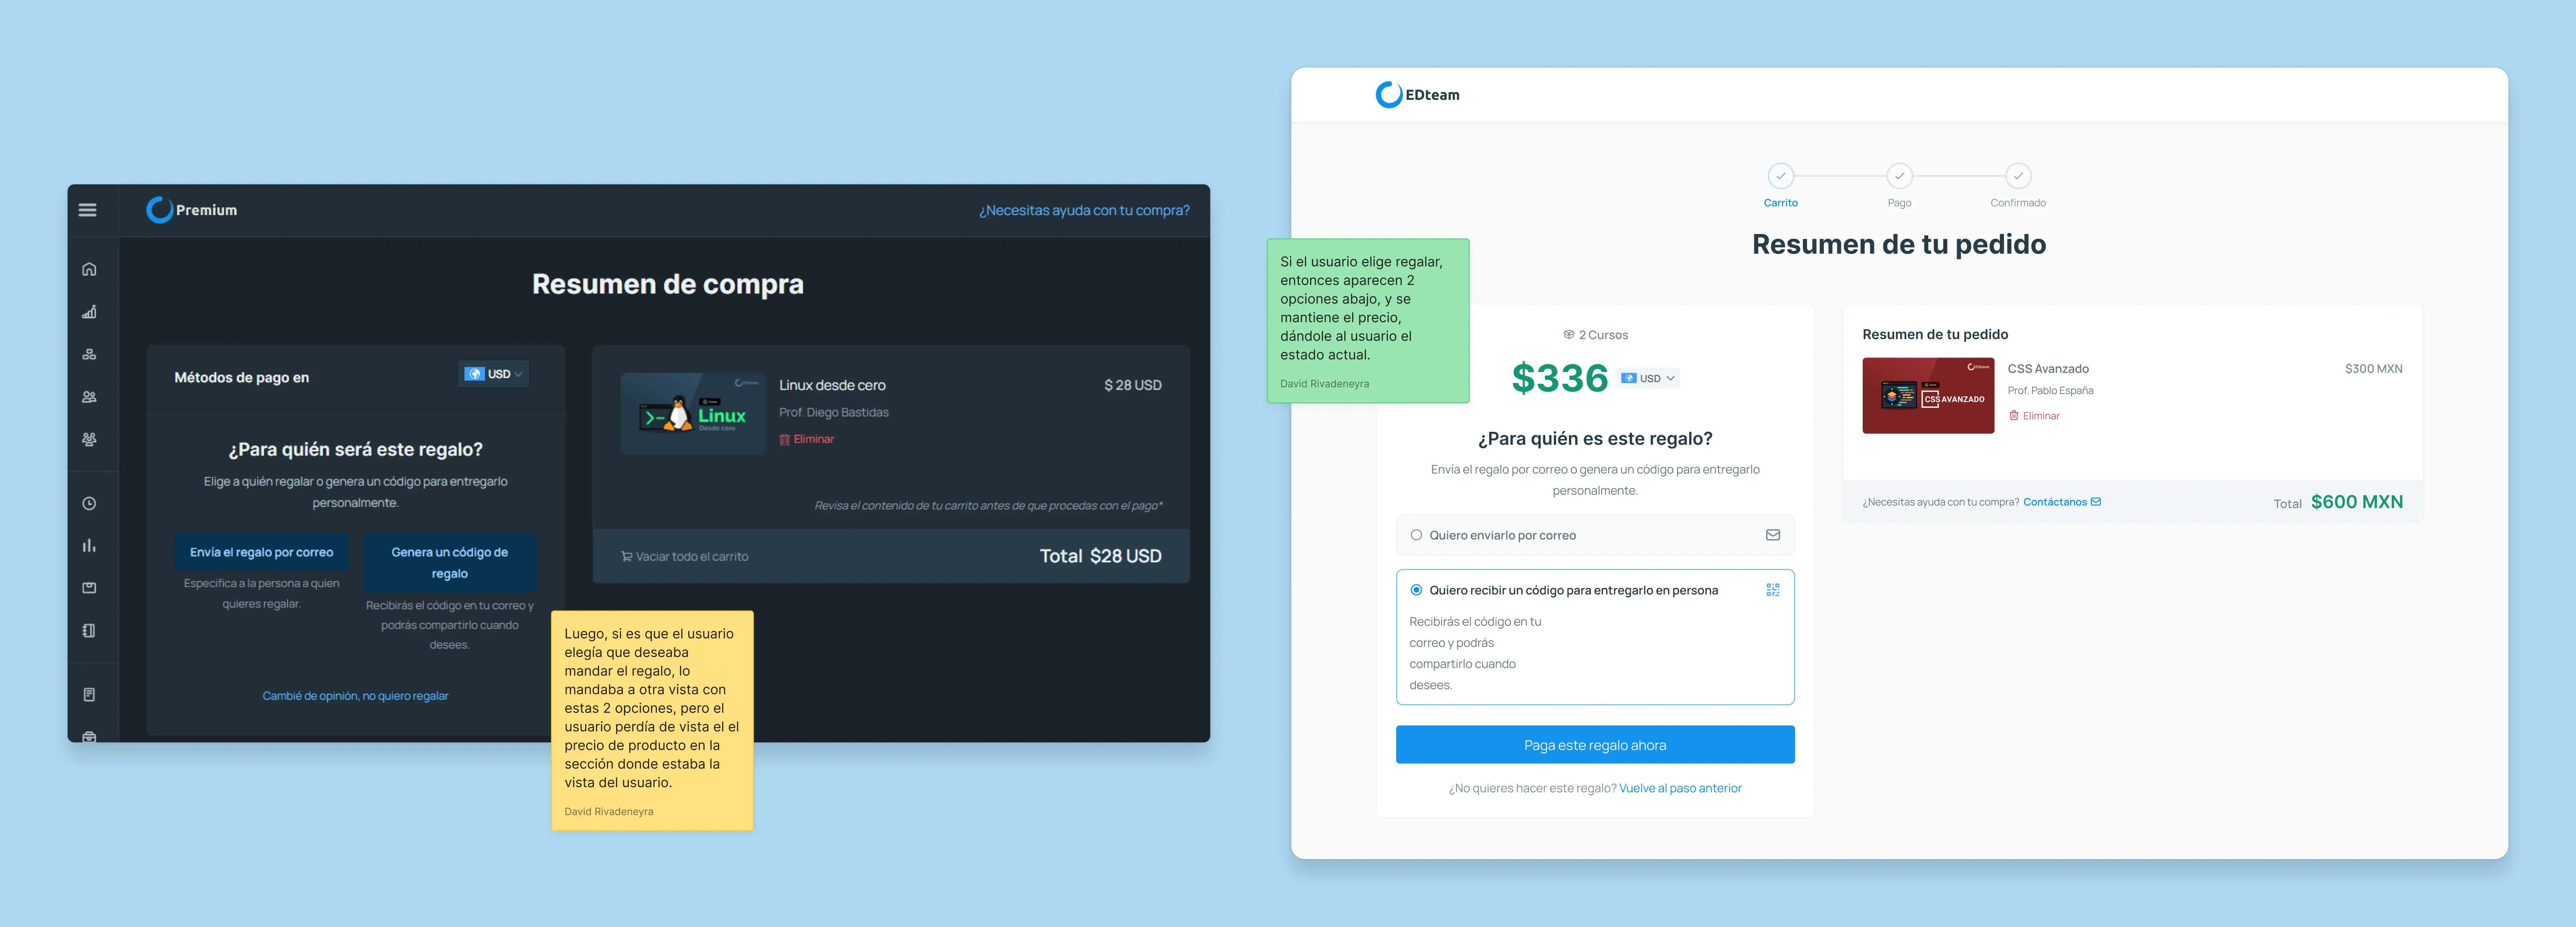 Premium
¿Necesitas ayuda con tu compra?
Resumen de compra
Métodos de pago en
USD
¿Para quién será este regalo?
Elige a quién regalar o genera un código para entregarlo
personalmente.
Envía el regalo por correo
Especifica a la persona a quien
quieres regalar.
Genera un código de
regalo
Recibirás el código en tu correo y
podrás compartirlo cuando
desees.
Cambié de opinión, no quiero regalar
Linux
Desde cero
Linux desde cero
$ 28 USD
Prof. Diego Bastidas
Eliminar
Revisa el contenido de tu carrito antes de que procedas con el pago*
Vaciar todo el carrito
Total $28 USD
Luego, si es que el usuario
elegía que deseaba
mandar el regalo, lo
mandaba a otra vista con
estas 2 opciones, pero el
usuario perdía de vista el el
precio de producto en la
sección donde estaba la
vista del usuario.
David Rivadeneyra
EDteam
Carrito
Pago
Confirmado
Resumen de tu pedido
Si el usuario elige regalar,
entonces aparecen 2
opciones abajo, y se
mantiene el precio,
dándole al usuario el
estado actual.
David Rivadeneyra
2 Cursos
$336
USD
¿Para quién es este regalo?
Envía el regalo por correo o genera un código para entregarlo
personalmente.
Quiero enviarlo por correo
Quiero recibir un código para entregarlo en persona
Recibirás el código en tu
correo y podrás
compartirlo cuando
desees.
Paga este regalo ahora
¿No quieres hacer este regalo? Vuelve al paso anterior
Resumen de tu pedido
EDteam
CSS AVANZADO
CSS Avanzado
$300 MXN
Prof. Pablo España
Eliminar
¿Necesitas ayuda con tu compra? Contáctanos
Total $600 MXN